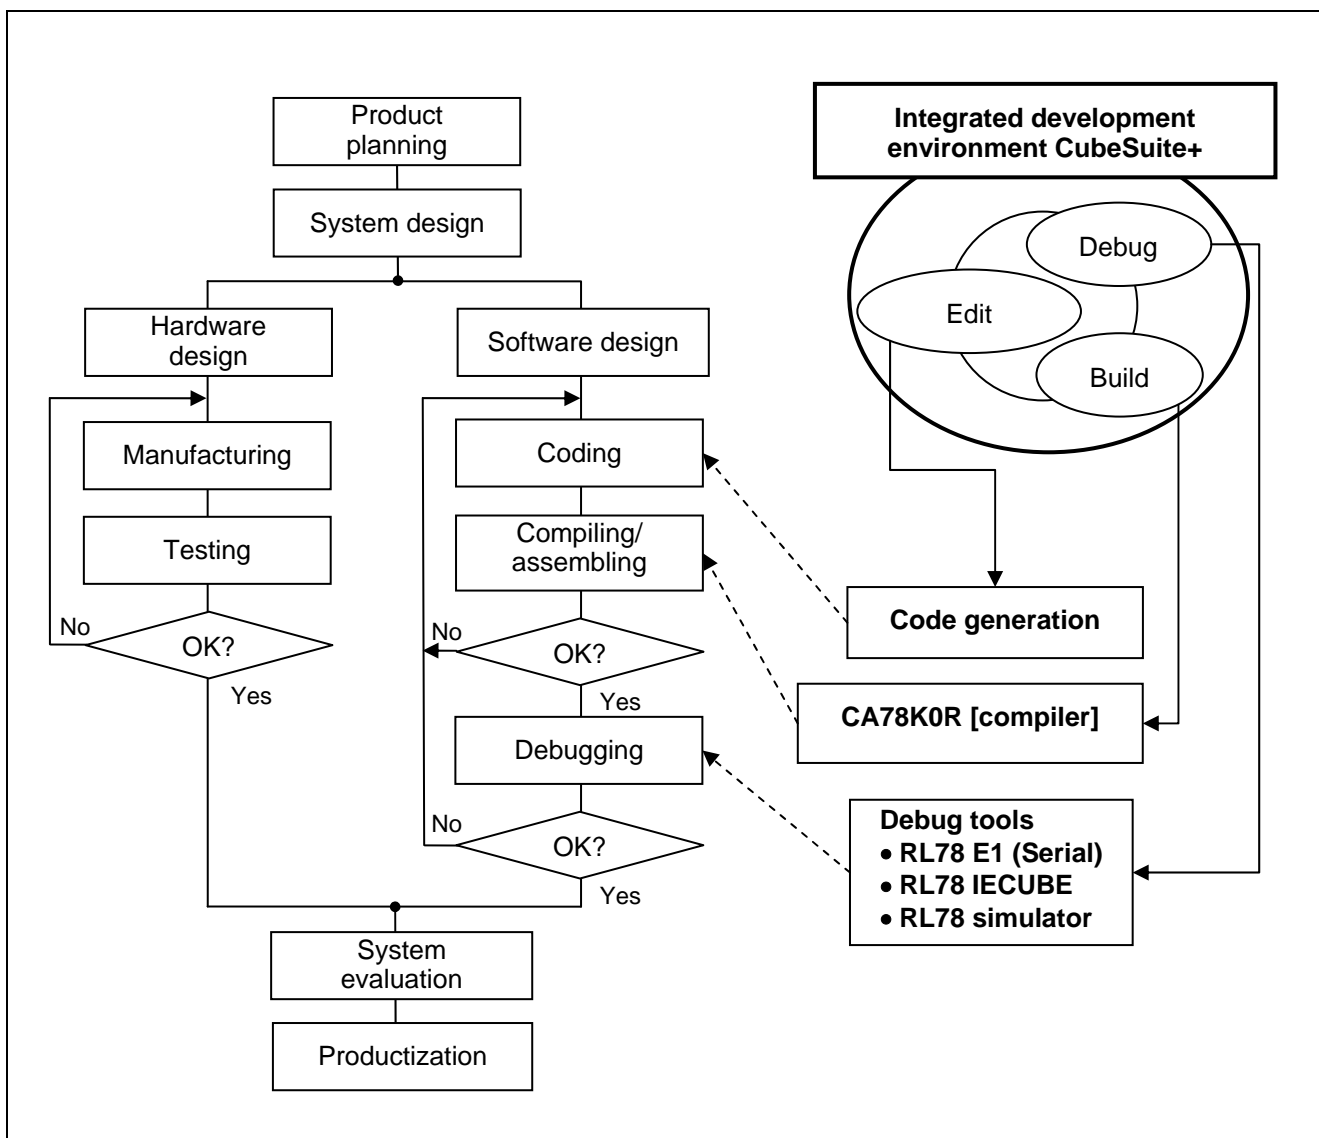 Product
planning
System design
Hardware
design
Manufacturing
Testing
OK?
No
Yes
Software design
Coding
Compiling/
assembling
OK?
No
Yes
Debugging
OK?
No
Yes
System
evaluation
Productization
Integrated development
environment CubeSuite+
Debug
Edit
Build
Code generation
CA78K0R [compiler]
Debug tools
• RL78 E1 (Serial)
• RL78 IECUBE
• RL78 simulator